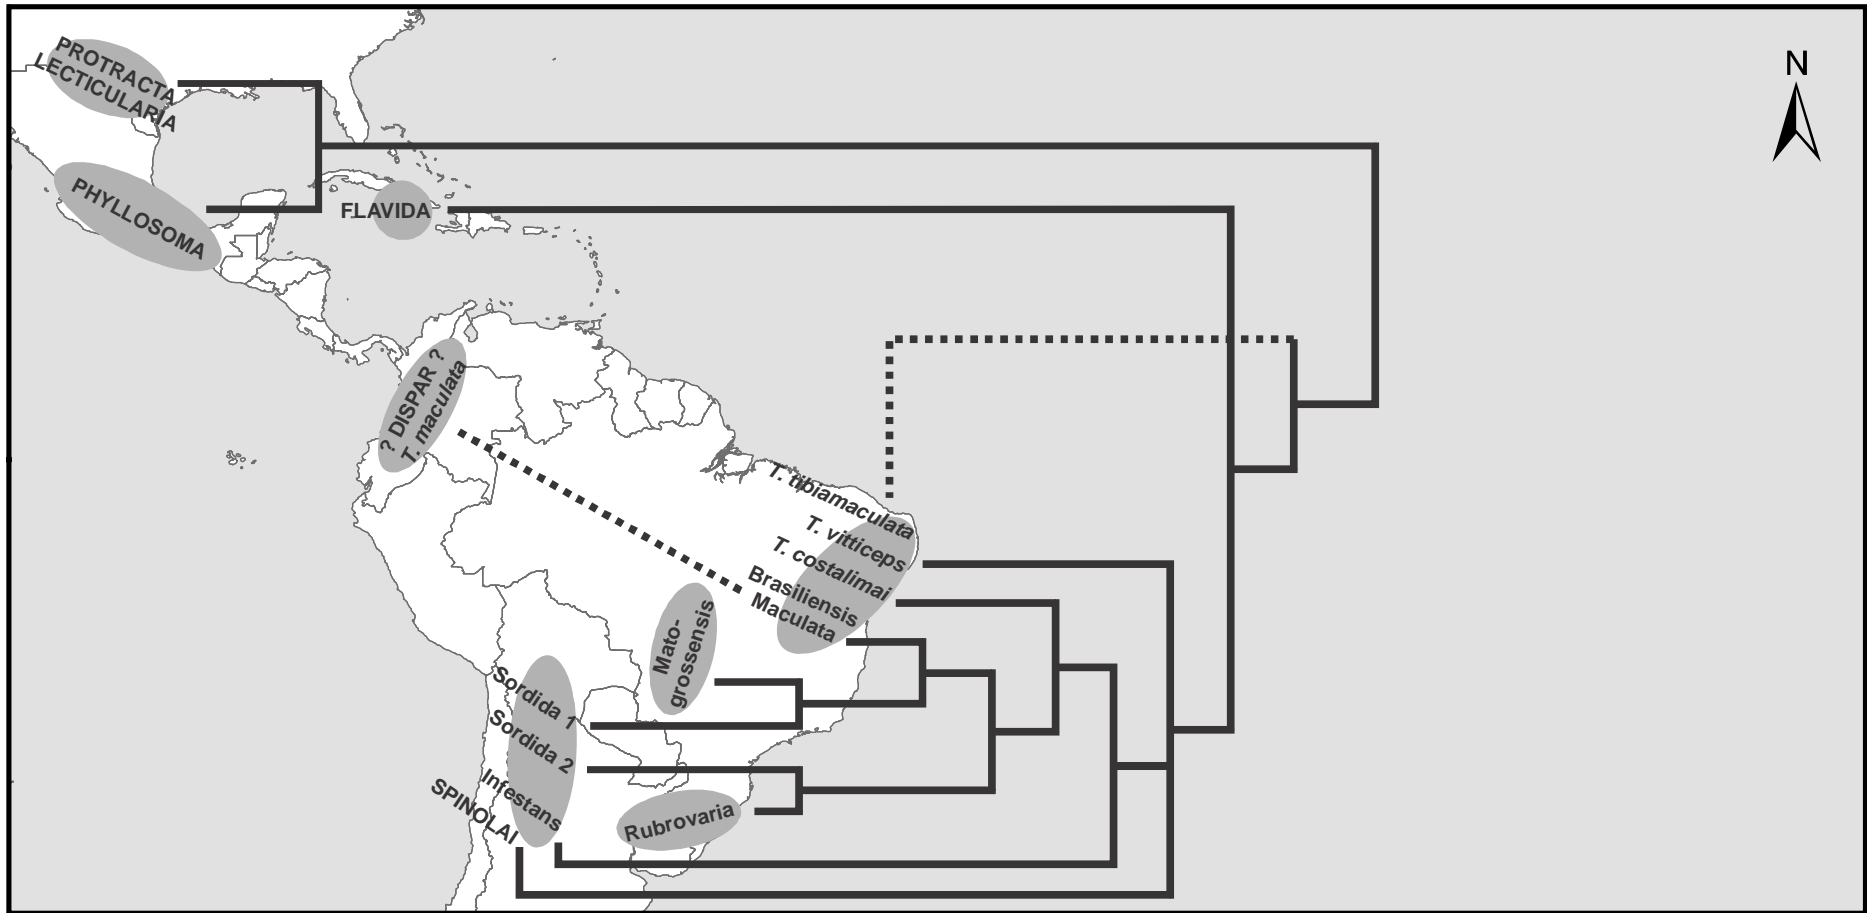 PROTRACTA
LECTICULARIA
N
PHYLLOSOMA
FLAVIDA
? DISPAR ?
T. maculata
T. tibiamaculata
T. vitticeps
T. costalimai
Brasiliensis
Maculata
Mato-
grossensis
Sordida 1
Sordida 2
Infestans
SPINOLAI
Rubrovaria